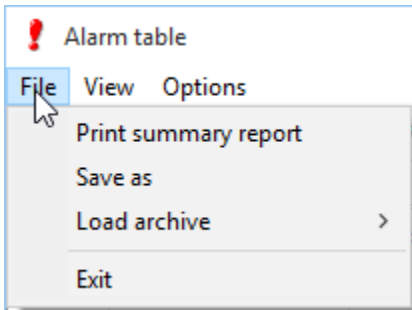 Alarm table
File View Options
Print summary report
Save as
Load archive
Exit